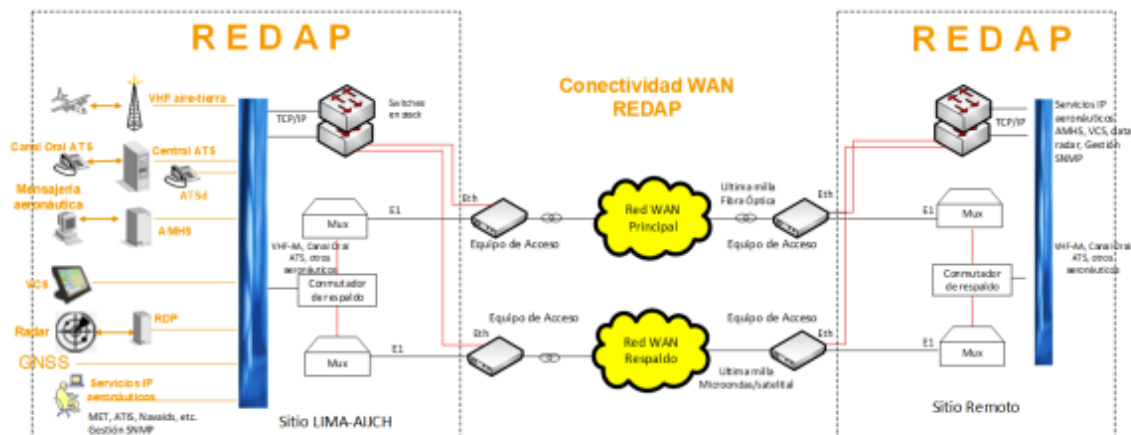 REDAP
VHF aire-tierra
Canal Oral ATS
Central ATS
ATSd
Mensajería
aeronáutica
AMHS
VCS
Radar
RDP
GNSS
Servicios IP
aeronáuticos
MET, ATIS, Navaids, etc.
Gestión SNMP
TCP/IP
Switches
en stock
Mux
E1
VHF-AA, Canal Oral
ATS, otros
aeronáuticos
Conmutador
de respaldo
Mux
E1
Sitio LIMA-AIJCH
Conectividad WAN
REDAP
Eth
Equipo de Acceso
Red WAN
Principal
Ultima milla
Fibra Óptica
Eth
Equipo de Acceso
Equipo de Acceso
Eth
Red WAN
Respaldo
Equipo de Acceso
Eth
Ultima milla
Microondas/satelital
REDAP
TCP/IP
Servicios IP
aeronáuticos
AMHS, VCS, data
radar, Gestión
SNMP
E1
Mux
VHF-AA, Canal Oral
ATS, otros
aeronáuticos
Conmutador
de respaldo
E1
Mux
Sitio Remoto